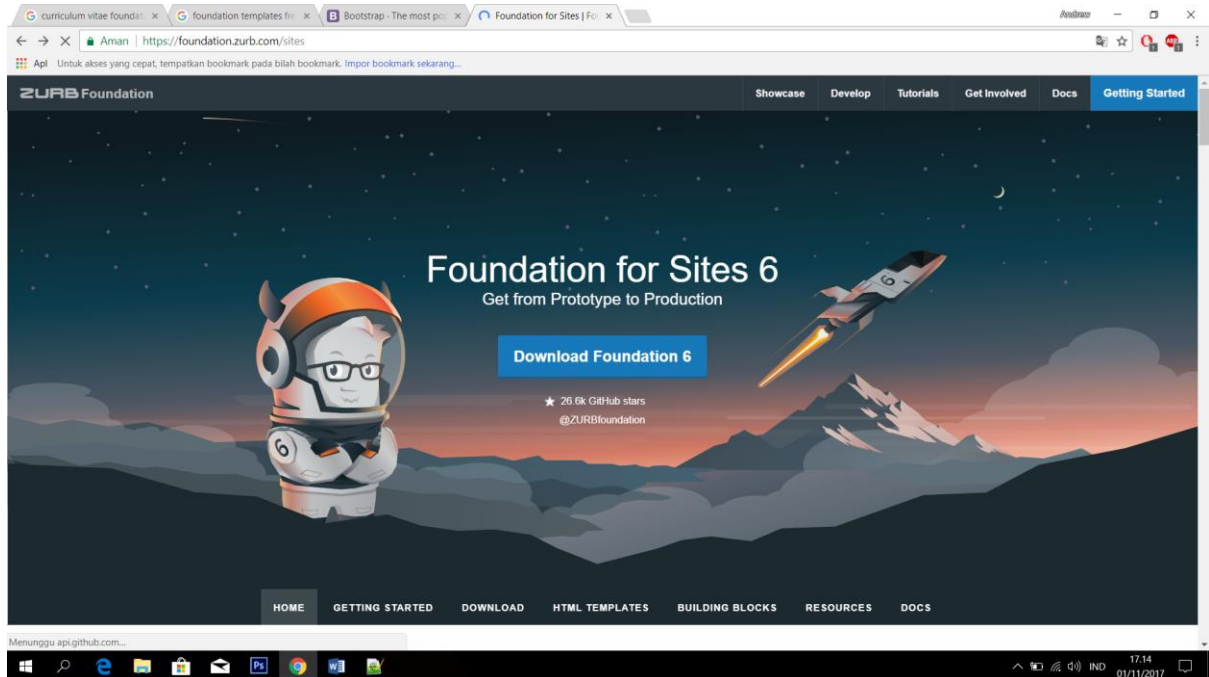 curriculum vitae foundat
foundation templates fre
Bootstrap - The most pop
Foundation for Sites | Fou
Andrew
Aman | https://foundation.zurb.com/sites
Apl Untuk akses yang cepat, tempatkan bookmark pada bilah bookmark. Impor bookmark sekarang...
ZURB Foundation
Showcase Develop Tutorials Get Involved Docs Getting Started
Foundation for Sites 6
Get from Prototype to Production
Download Foundation 6
★ 26.6k GitHub stars
@ZURBfoundation
6
6
HOME GETTING STARTED DOWNLOAD HTML TEMPLATES BUILDING BLOCKS RESOURCES DOCS
Menunggu api.github.com...
IND
17.14
01/11/2017